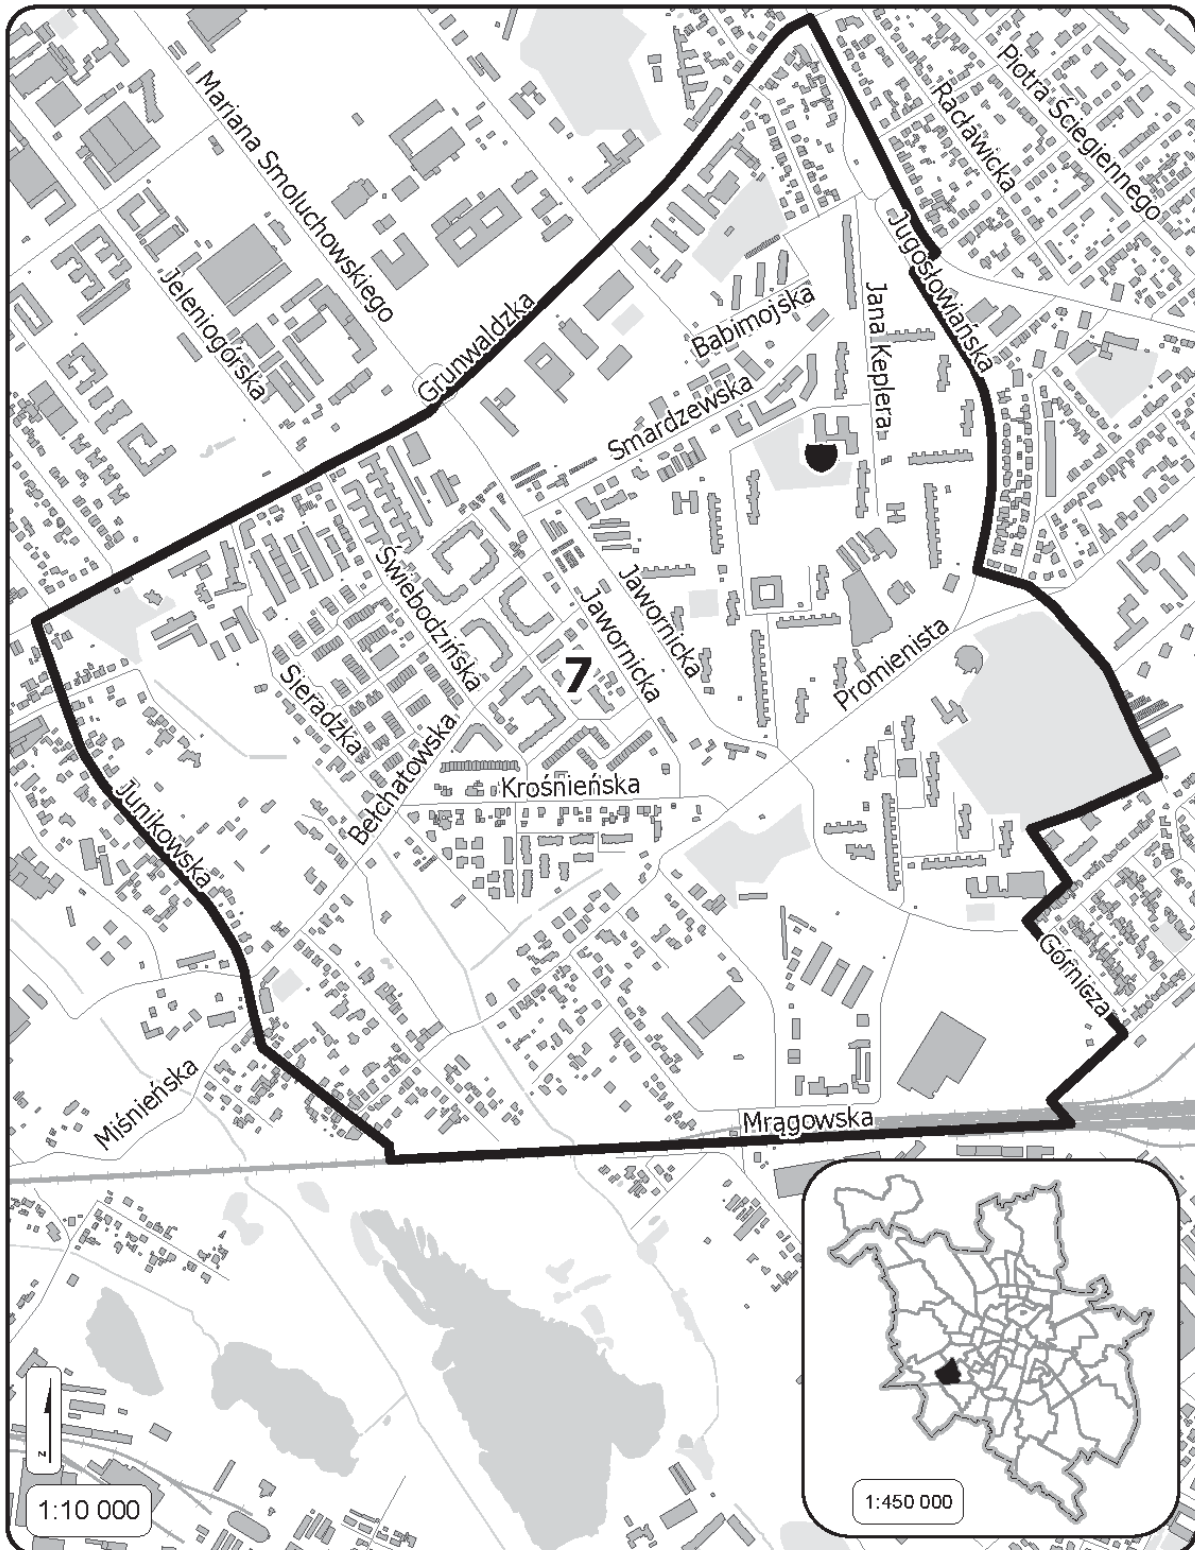 Piotra Ściegiennego
Racławicka
Mariana Smoluchowskiego
Jugosłowiańska
Jeleniogórska
Grunwaldzka
Babimojska
Jana Keplera
Smardzewska
Świebodzińska
Jawornicka
Jawornicka
7
Promienista
Sieradzka
Bełchatowska
Krośnieńska
Junikowska
Górnicza
Miśnieńska
Mrągowska
z
1:10 000
1:450 000